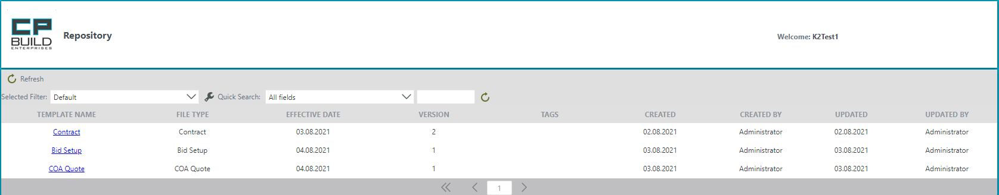 CP
BUILD
ENTERPRISES
Repository
Welcome: K2Test1
Refresh
Selected Filter: Default Quick Search: All fields
TEMPLATE NAME FILE TYPE EFFECTIVE DATE VERSION TAGS CREATED CREATED BY UPDATED UPDATED BY
Contract Contract 03.08.2021 2 02.08.2021 Administrator 02.08.2021 Administrator
Bid Setup Bid Setup 04.08.2021 1 03.08.2021 Administrator 03.08.2021 Administrator
COA Quote COA Quote 04.08.2021 1 03.08.2021 Administrator 03.08.2021 Administrator
1